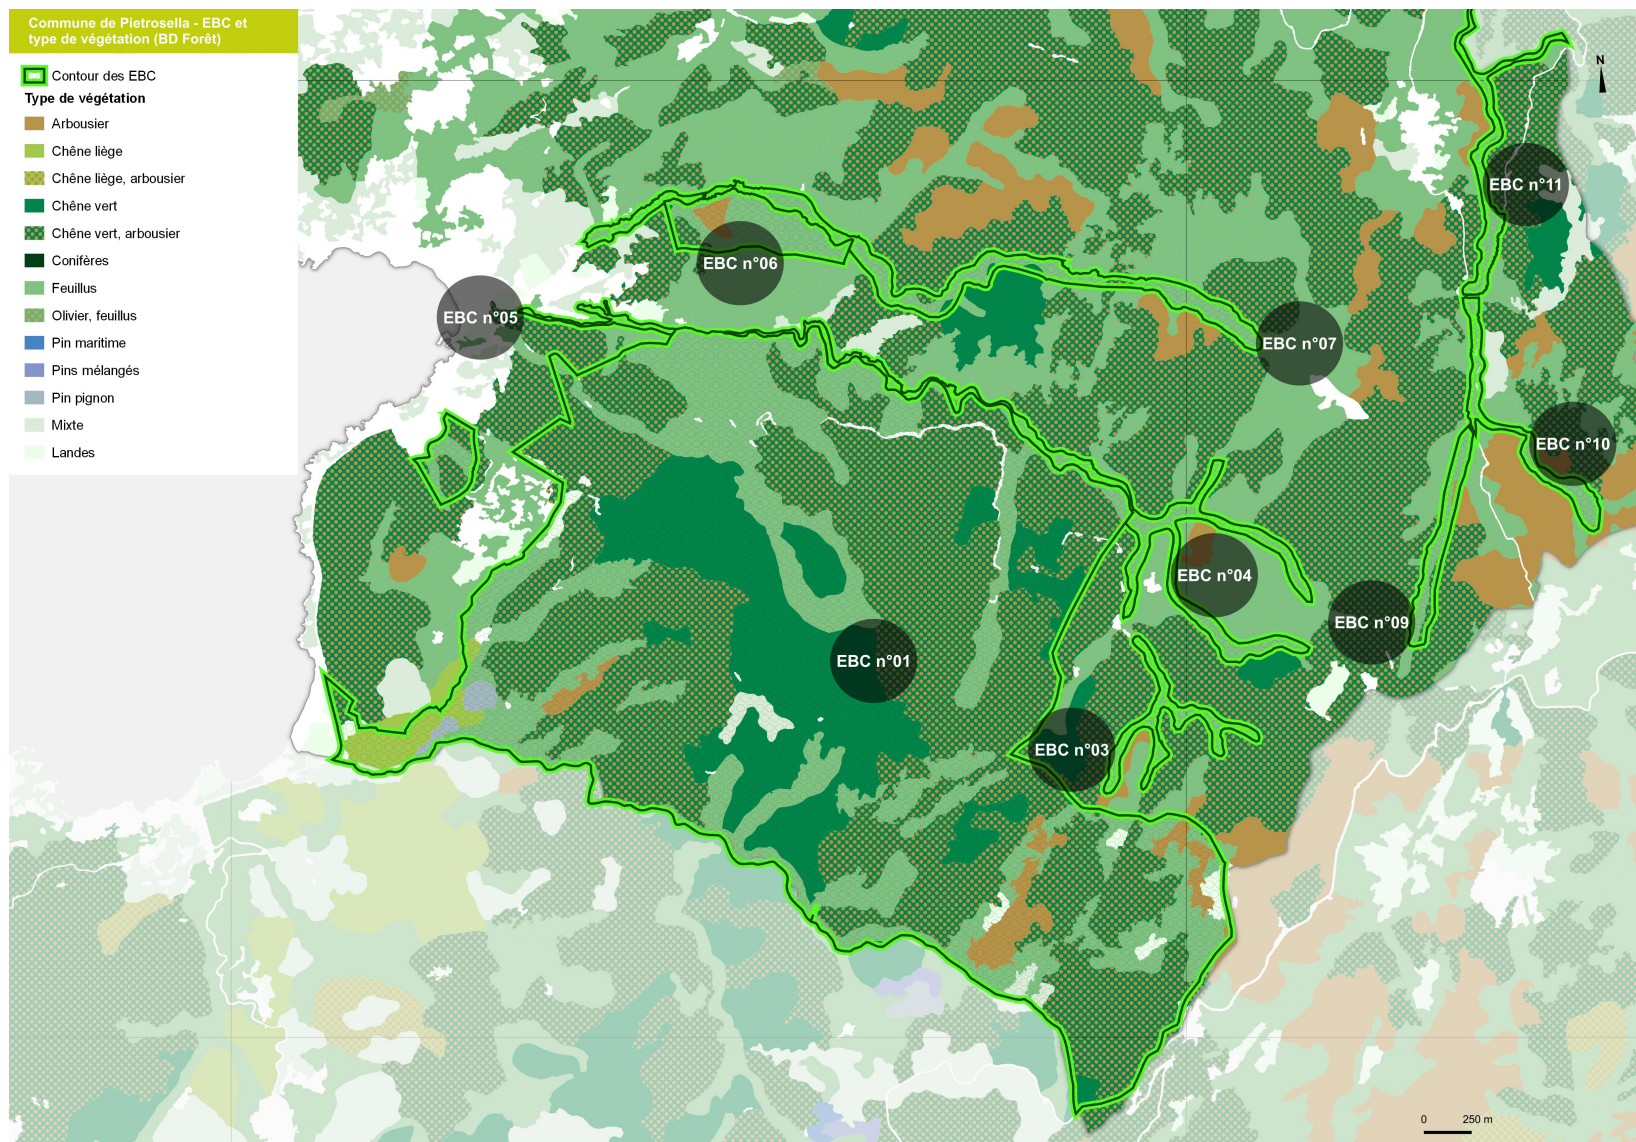 Commune de Pietrosella - EBC et
type de végétation (BD Forêt)
Contour des EBC
Type de végétation
Arbousier
Chêne liège
Chêne liège, arbousier
Chêne vert
Chêne vert, arbousier
Conifères
Feuillus
Olivier, feuillus
Pin maritime
Pins mélangés
Pin pignon
Mixte
Landes
N
EBC n°11
EBC n°06
EBC n°05
EBC n°07
EBC n°10
EBC n°04
EBC n°09
EBC n°01
EBC n°03
0 250 m